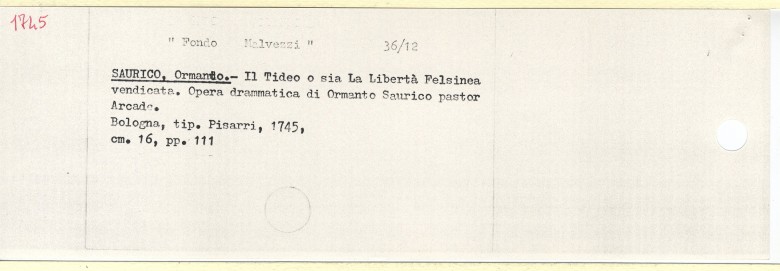 1745
" Fondo Malvezzi " 36/12
SAURICO, Ormanto.- Il Tideo o sia La Libertà Felsinea
vendicata. Opera drammatica di Ormanto Saurico pastor
Arcade.
Bologna, tip. Pisarri, 1745,
cm. 16, pp. 111